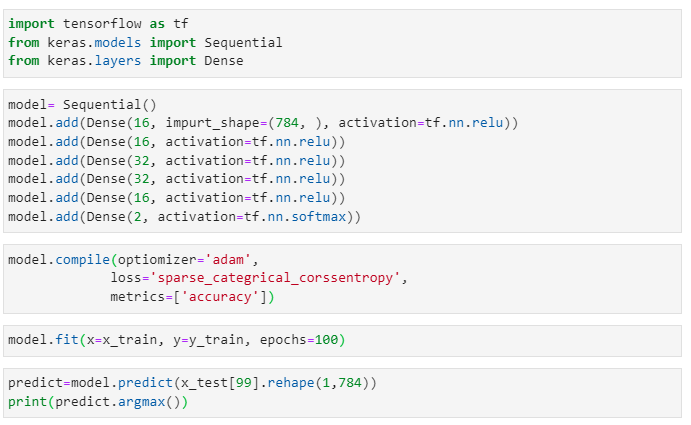 import tensorflow as tf
from keras.models import Sequential
from keras.layers import Dense
model= Sequential()
model.add(Dense(16, impurt_shape=(784, ), activation=tf.nn.relu))
model.add(Dense(16, activation=tf.nn.relu))
model.add(Dense(32, activation=tf.nn.relu))
model.add(Dense(32, activation=tf.nn.relu))
model.add(Dense(16, activation=tf.nn.relu))
model.add(Dense(2, activation=tf.nn.softmax))
model.compile(optiomizer='adam',
loss='sparse_categrical_corssentropy',
metrics=['accuracy'])
model.fit(x=x_train, y=y_train, epochs=100)
predict=model.predict(x_test[99].rehape(1,784))
print(predict.argmax())